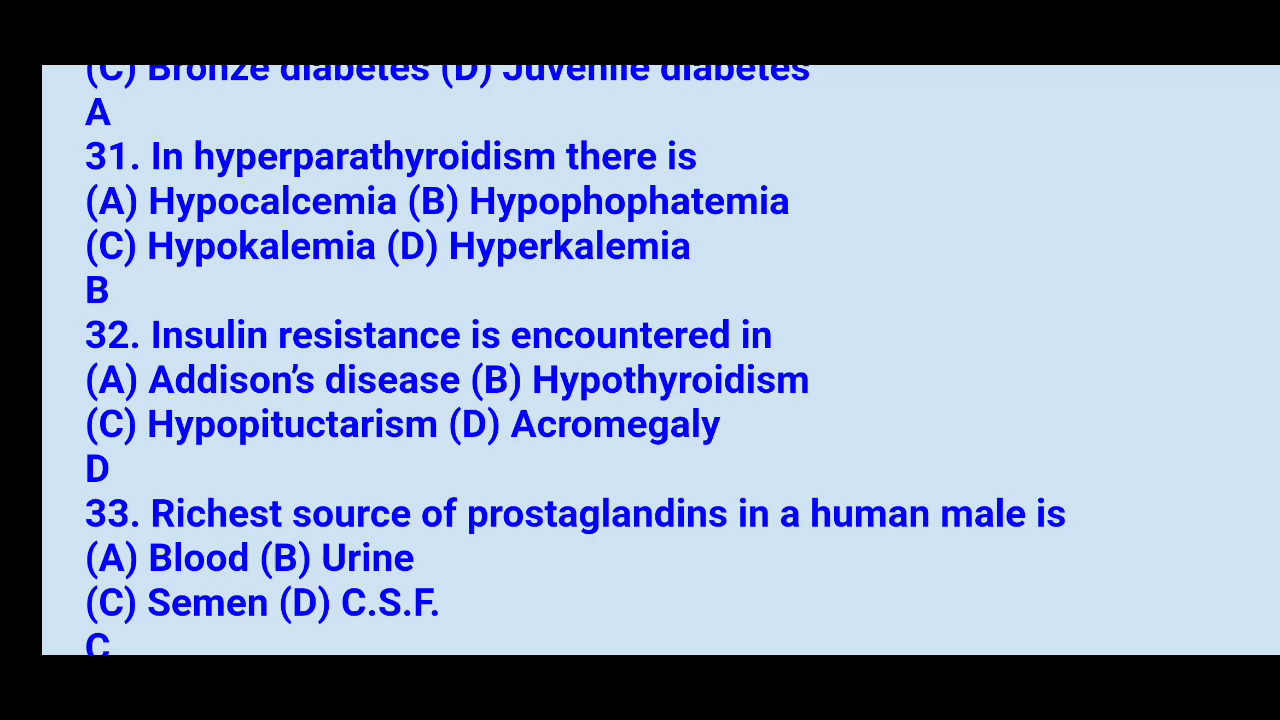 (C) Bronze diabetes (D) Juvenile diabetes
A
31. In hyperparathyroidism there is
(A) Hypocalcemia (B) Hypophophatemia
(C) Hypokalemia (D) Hyperkalemia
B
32. Insulin resistance is encountered in
(A) Addison’s disease (B) Hypothyroidism
(C) Hypopituctarism (D) Acromegaly
D
33. Richest source of prostaglandins in a human male is
(A) Blood (B) Urine
(C) Semen (D) C.S.F.
C